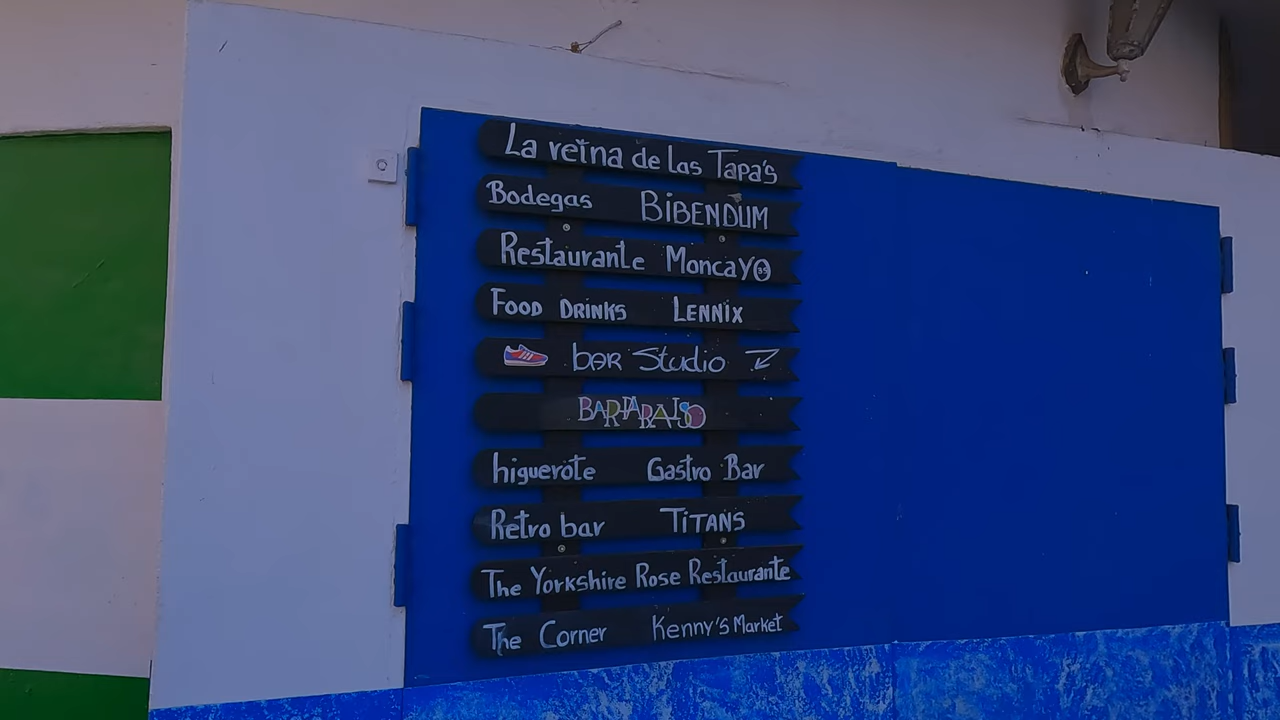 La reina de las Tapa's
Bodegas BiBENDUM
Restaurante Moncayo
Food Drinks Lennix
bar Studio
BARPARAISO
higuerote Gastro Bar
Retro bar TiTANS
The Yorkshire Rose Restaurante
The Corner Kenny's Market